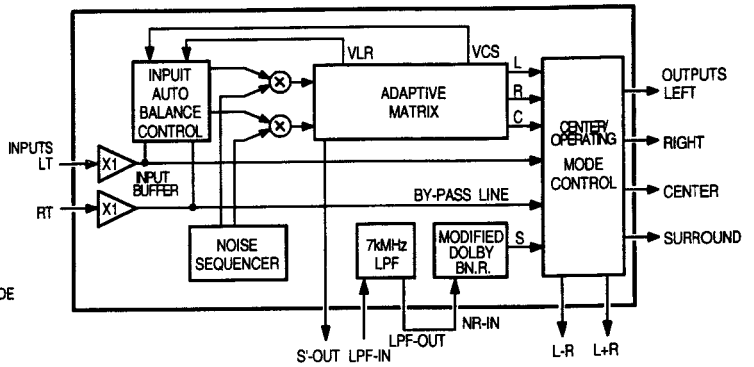 VLR
VCS
L
INPUIT
AUTO
BALANCE
CONTROL
ADAPTIVE
MATRIX
R
C
CENTER/
OPERATING
MODE
CONTROL
OUTPUTS
LEFT
RIGHT
CENTER
SURROUND
INPUTS
LT
X1
INPUT
BUFFER
RT
X1
BY-PASS LINE
NOISE
SEQUENCER
7kMHz
LPF
MODIFIED
DOLBY
BN.R.
S
DE
S'-OUT
LPF-IN
LPF-OUT
NR-IN
L-R
L+R